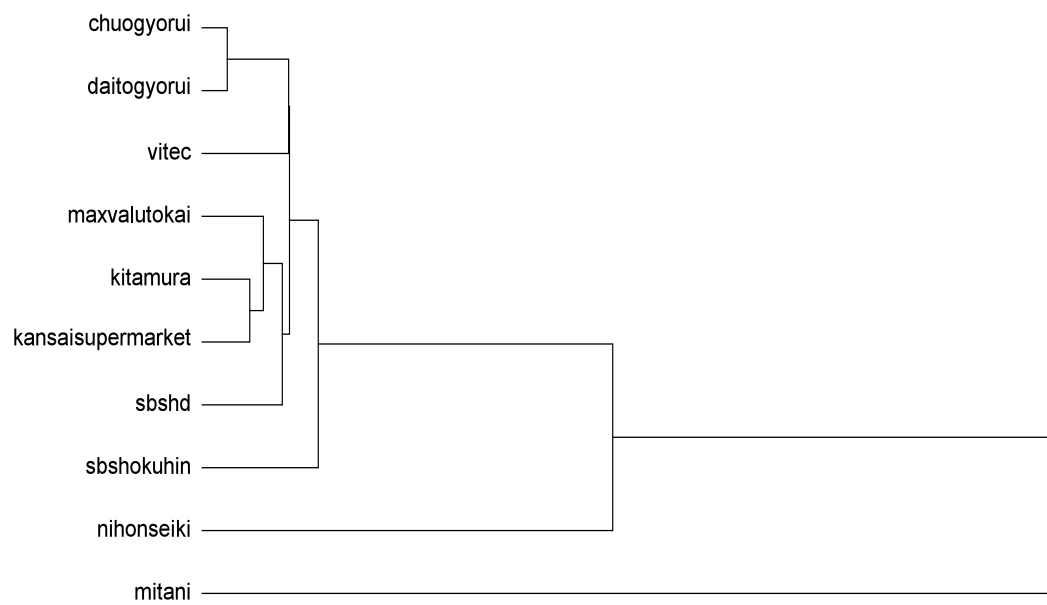 chuogyorui
daitogyorui
vitec
maxvalutokai
kitamura
kansaisupermarket
sbshd
sbshokuhin
nihonseiki
mitani